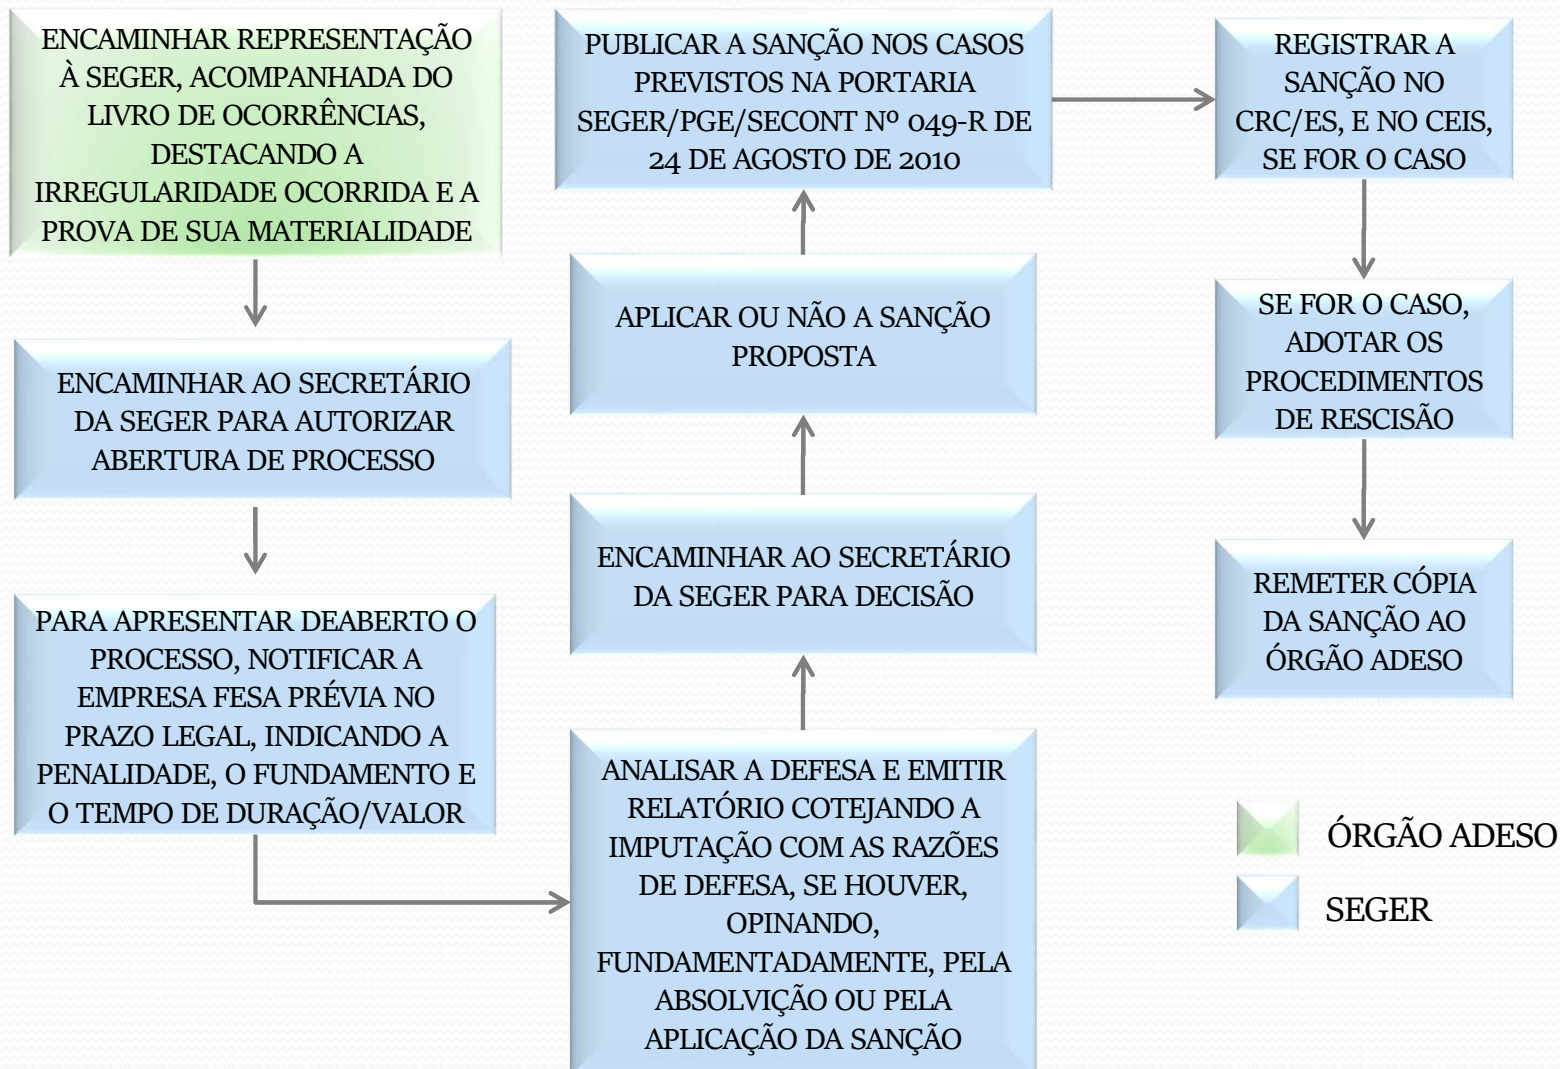 ENCAMINHAR REPRESENTAÇÃO
À SEGER, ACOMPANHADA DO
LIVRO DE OCORRÊNCIAS,
DESTACANDO A
IRREGULARIDADE OCORRIDA E A
PROVA DE SUA MATERIALIDADE
ENCAMINHAR AO SECRETÁRIO
DA SEGER PARA AUTORIZAR
ABERTURA DE PROCESSO
PARA APRESENTAR DEABERTO O
PROCESSO, NOTIFICAR A
EMPRESA FESA PRÉVIA NO
PRAZO LEGAL, INDICANDO A
PENALIDADE, O FUNDAMENTO E
O TEMPO DE DURAÇÃO/VALOR
ANALISAR A DEFESA E EMITIR
RELATÓRIO COTEJANDO A
IMPUTAÇÃO COM AS RAZÕES
DE DEFESA, SE HOUVER,
OPINANDO,
FUNDAMENTADAMENTE, PELA
ABSOLVIÇÃO OU PELA
APLICAÇÃO DA SANÇÃO
ENCAMINHAR AO SECRETÁRIO
DA SEGER PARA DECISÃO
APLICAR OU NÃO A SANÇÃO
PROPOSTA
PUBLICAR A SANÇÃO NOS CASOS
PREVISTOS NA PORTARIA
SEGER/PGE/SECONT Nº 049-R DE
24 DE AGOSTO DE 2010
REGISTRAR A
SANÇÃO NO
CRC/ES, E NO CEIS,
SE FOR O CASO
SE FOR O CASO,
ADOTAR OS
PROCEDIMENTOS
DE RESCISÃO
REMETER CÓPIA
DA SANÇÃO AO
ÓRGÃO ADESO
ÓRGÃO ADESO
SEGER